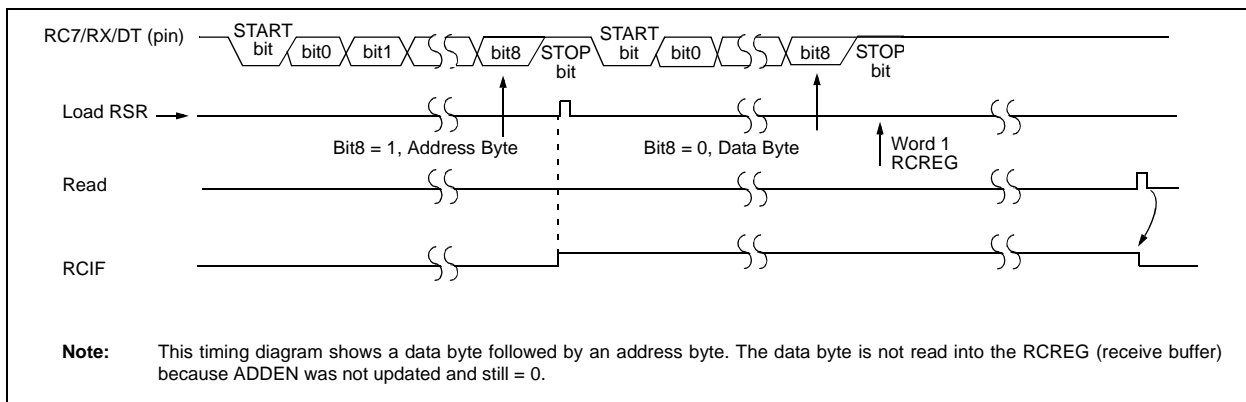 RC7/RX/DT (pin)
START
bit
bit0
bit1
bit8
STOP
bit
START
bit
bit0
bit8
STOP
bit
Load RSR
Bit8 = 1, Address Byte
Bit8 = 0, Data Byte
Word 1
RCREG
Read
RCIF
Note: This timing diagram shows a data byte followed by an address byte. The data byte is not read into the RCREG (receive buffer)
because ADDEN was not updated and still = 0.